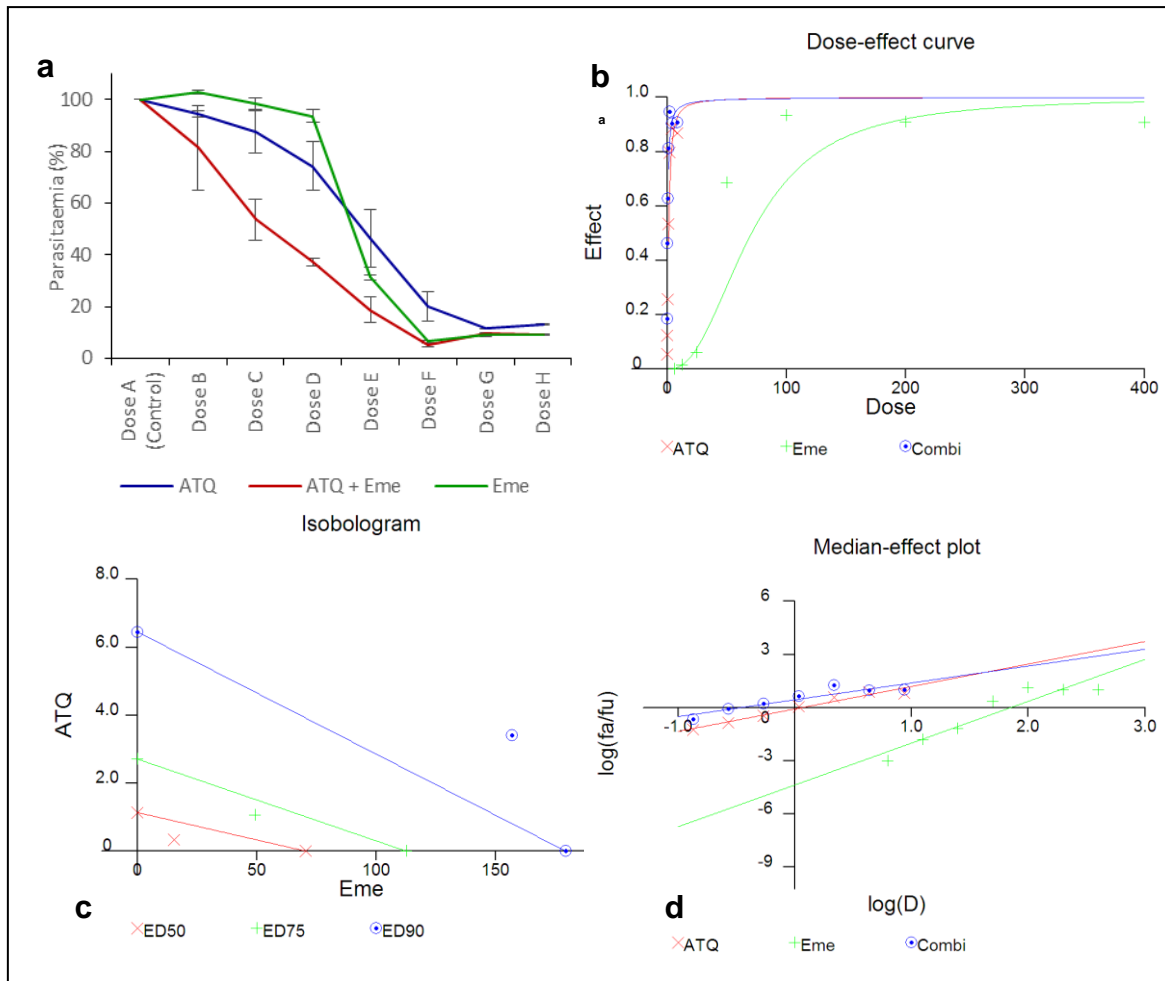 a
Parasitaemia (%)
100
80
60
40
20
0
Dose A
(Control)
Dose B
Dose C
Dose D
Dose E
Dose F
Dose G
Dose H
ATQ
ATQ + Eme
Eme
b
Dose-effect curve
a
Effect
1.0
0.8
0.6
0.4
0.2
0
0 100 200 300 400
Dose
ATQ Eme Combi
Isobologram
ATQ
8.0
6.0
4.0
2.0
0
0 50 100 150
Eme
c
ED50 ED75 ED90
Median-effect plot
log(fa/fu)
6
3
0
-3
-6
-9
-1.0 1.0 2.0 3.0
d
log(D)
ATQ Eme Combi